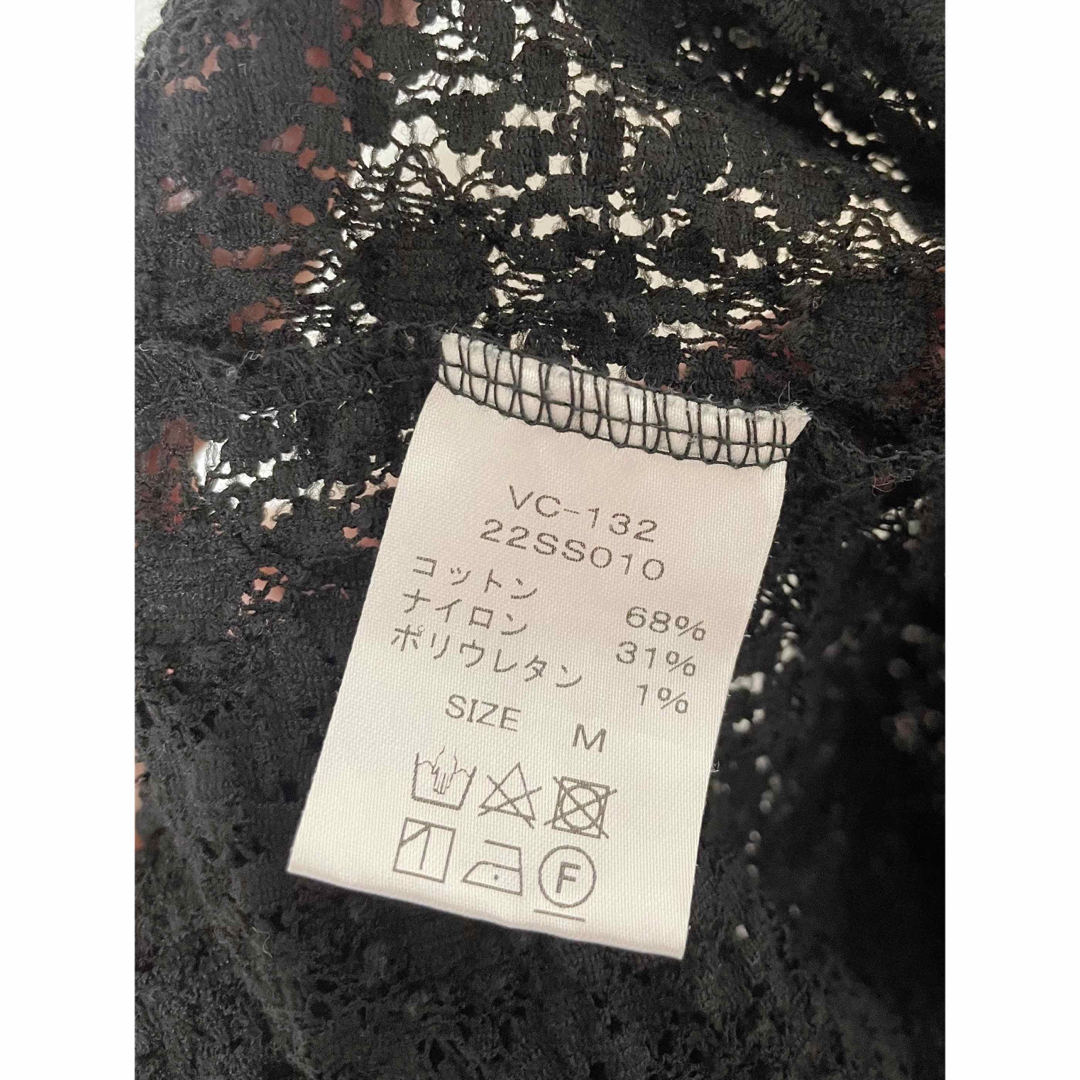 VC-132
22SS010
コットン 68%
ナイロン 31%
ポリウレタン 1%
SIZE M
F